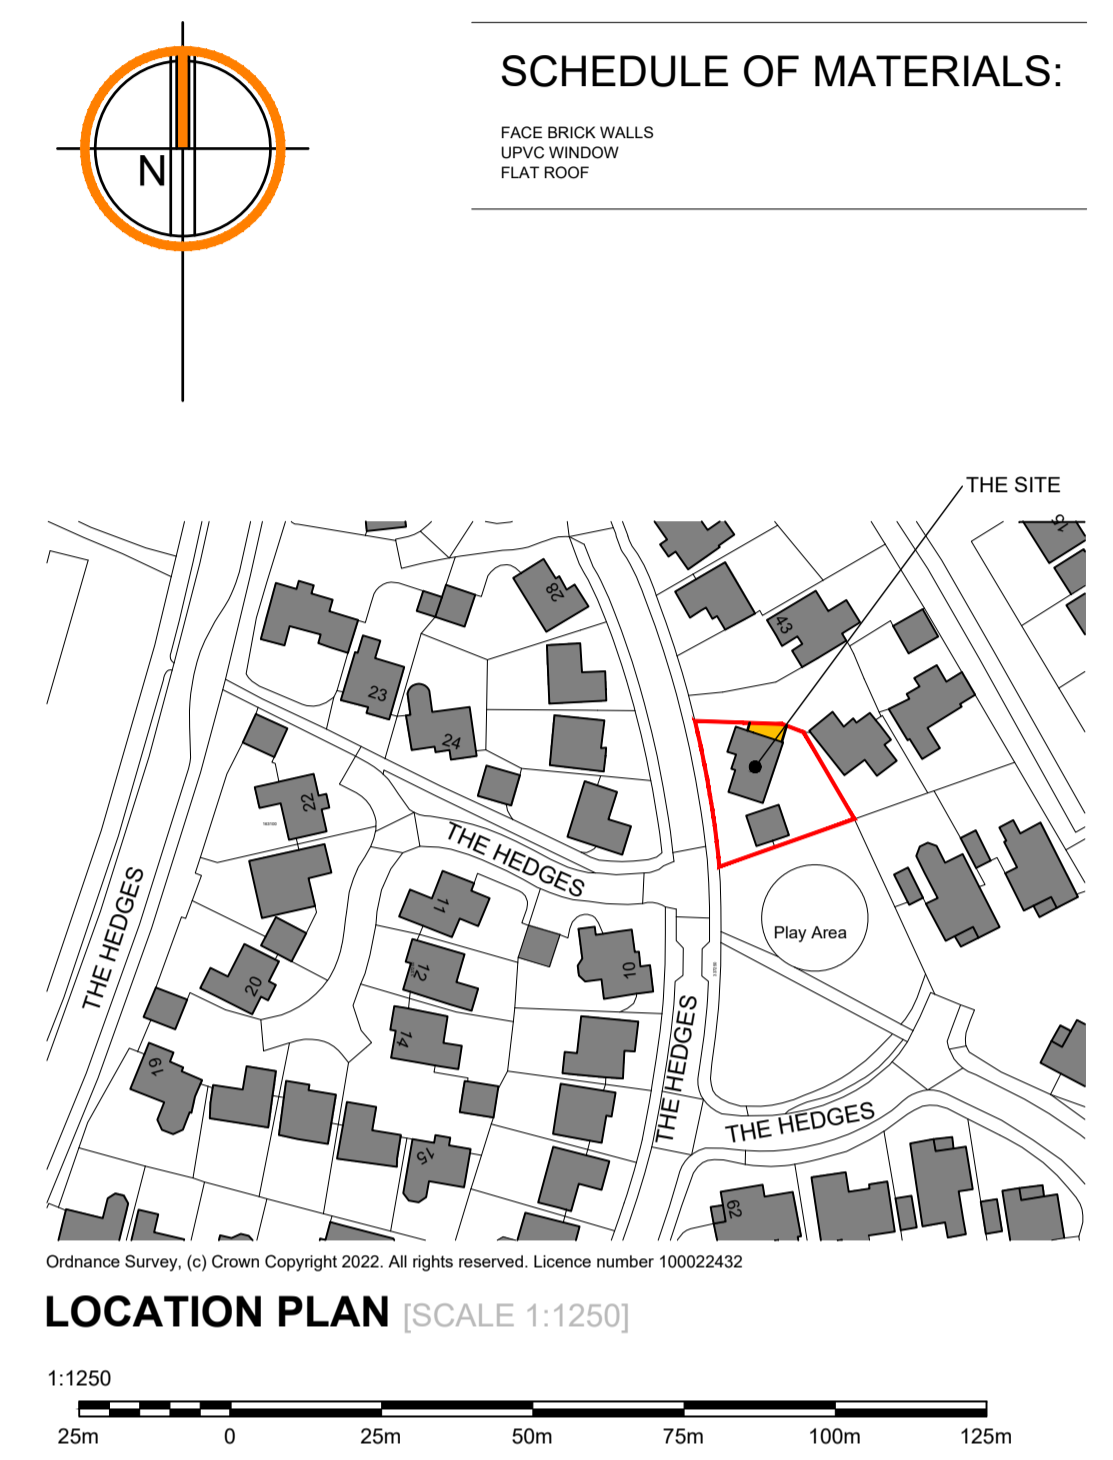 SCHEDULE OF MATERIALS:
FACE BRICK WALLS
UPVC WINDOW
FLAT ROOF
N
THE SITE
15
28
43
23
24
22
THE HEDGES
THE HEDGES
11
Play Area
12
10
20
14
THE HEDGES
19
THE HEDGES
15
62
Ordnance Survey, (c) Crown Copyright 2022. All rights reserved. Licence number 100022432
LOCATION PLAN [SCALE 1:1250]
1:1250
25m 0 25m 50m 75m 100m 125m